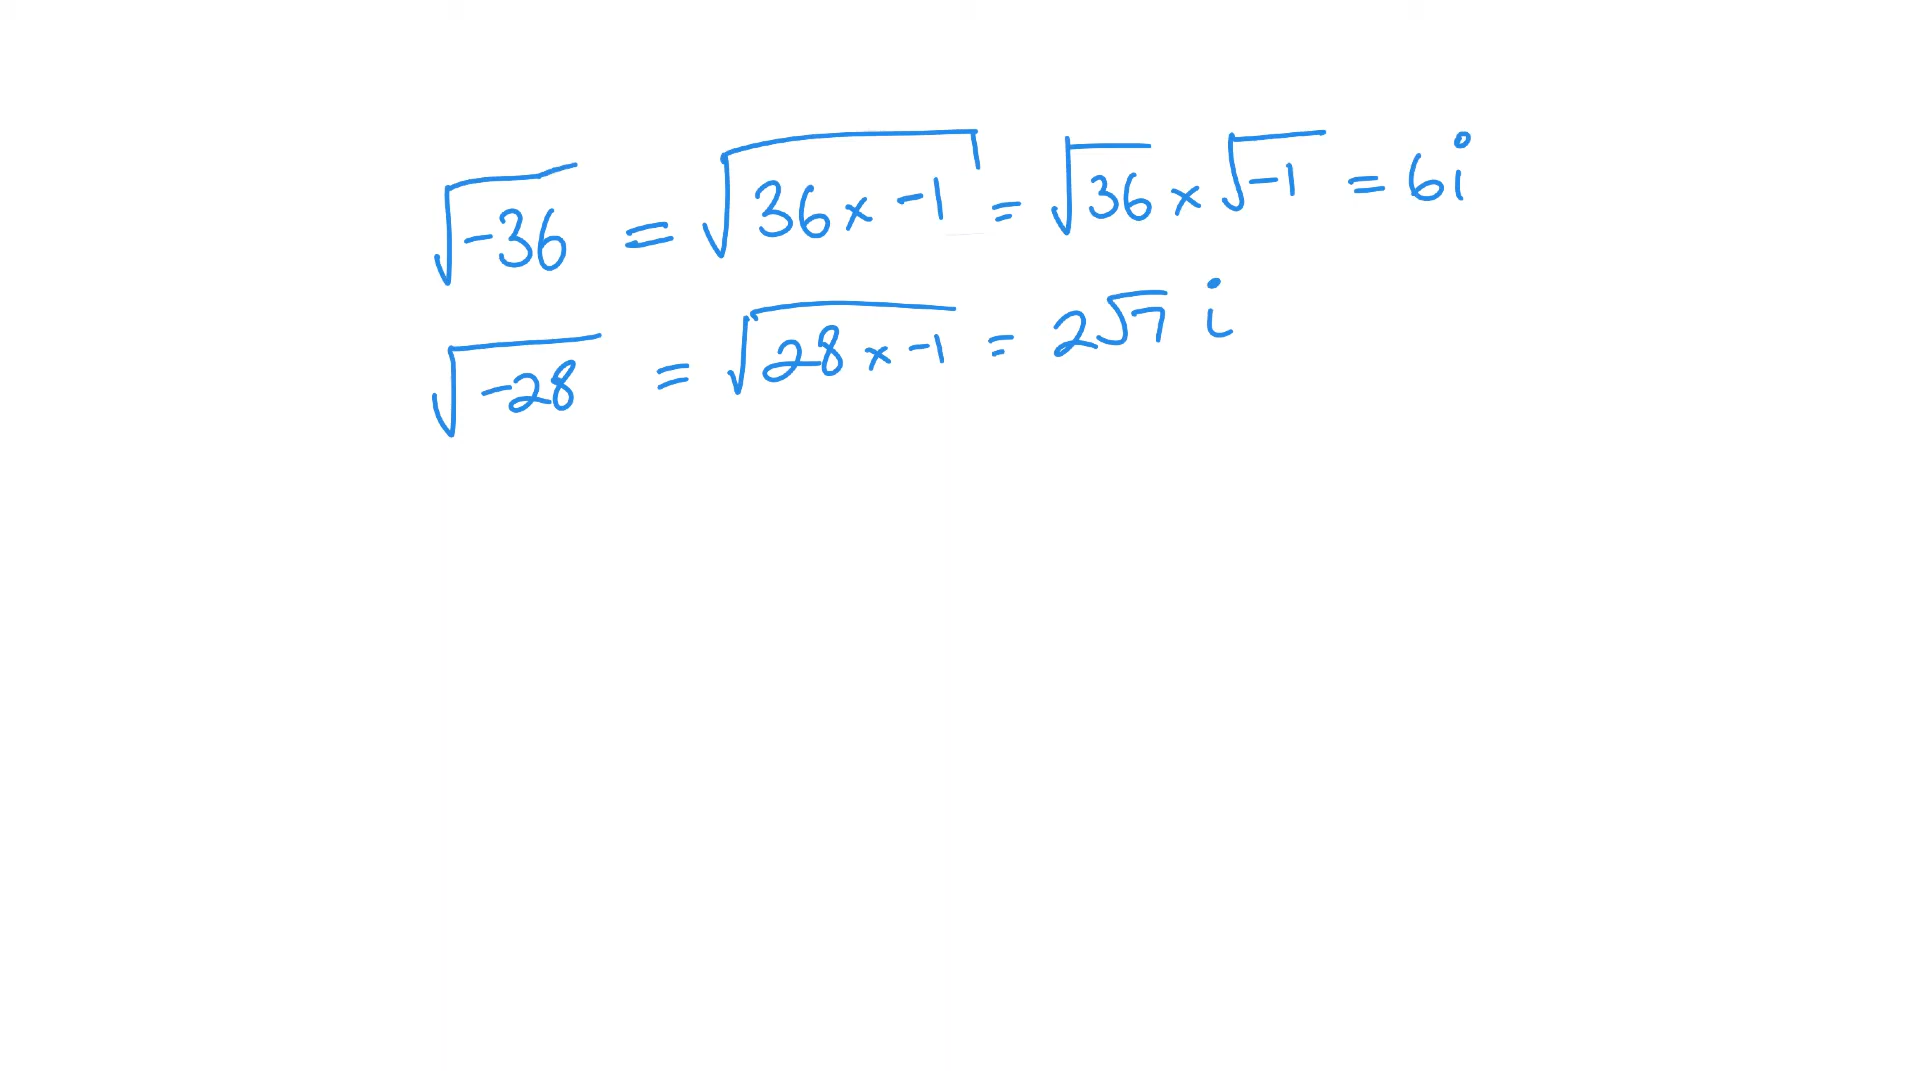 √-36 = √36 x -1 = √36 x √-1 = 6i
√-28 = √28 x -1 = 2√7 i